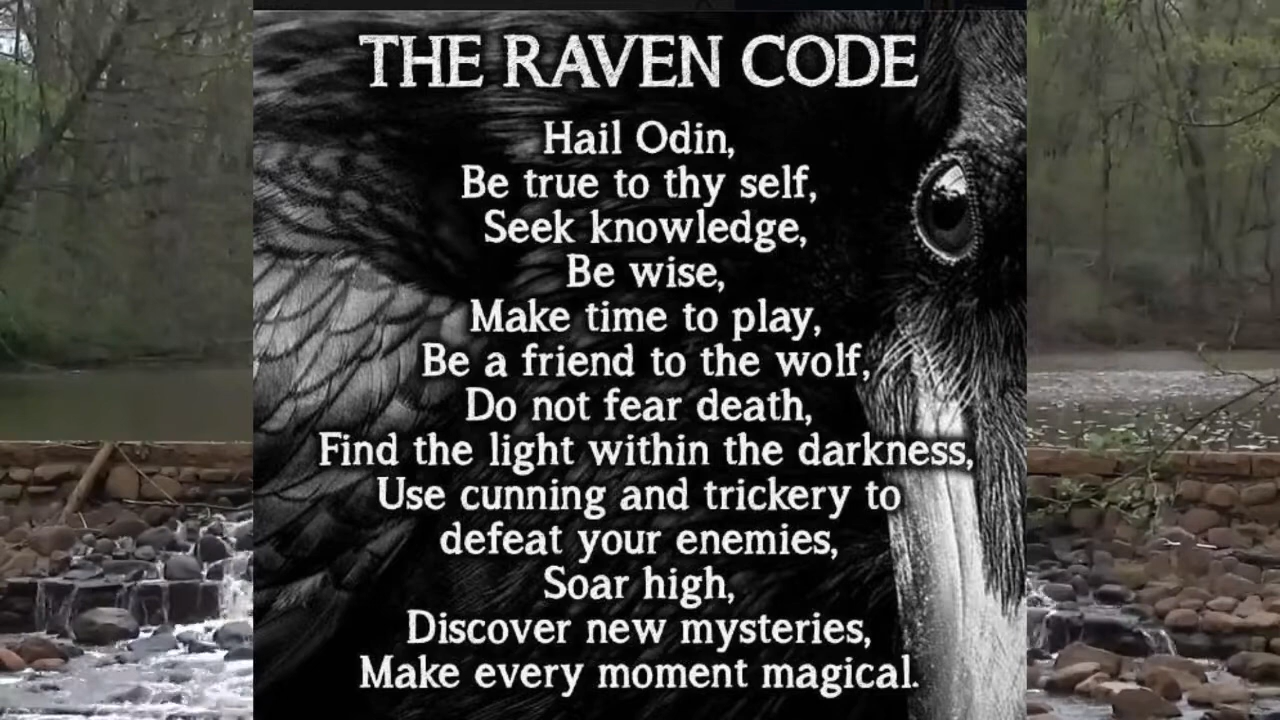 THE RAVEN CODE
Hail Odin,
Be true to thy self,
Seek knowledge,
Be wise,
Make time to play,
Be a friend to the wolf,
Do not fear death,
Find the light within the darkness,
Use cunning and trickery to
defeat your enemies,
Soar high,
Discover new mysteries,
Make every moment magical.